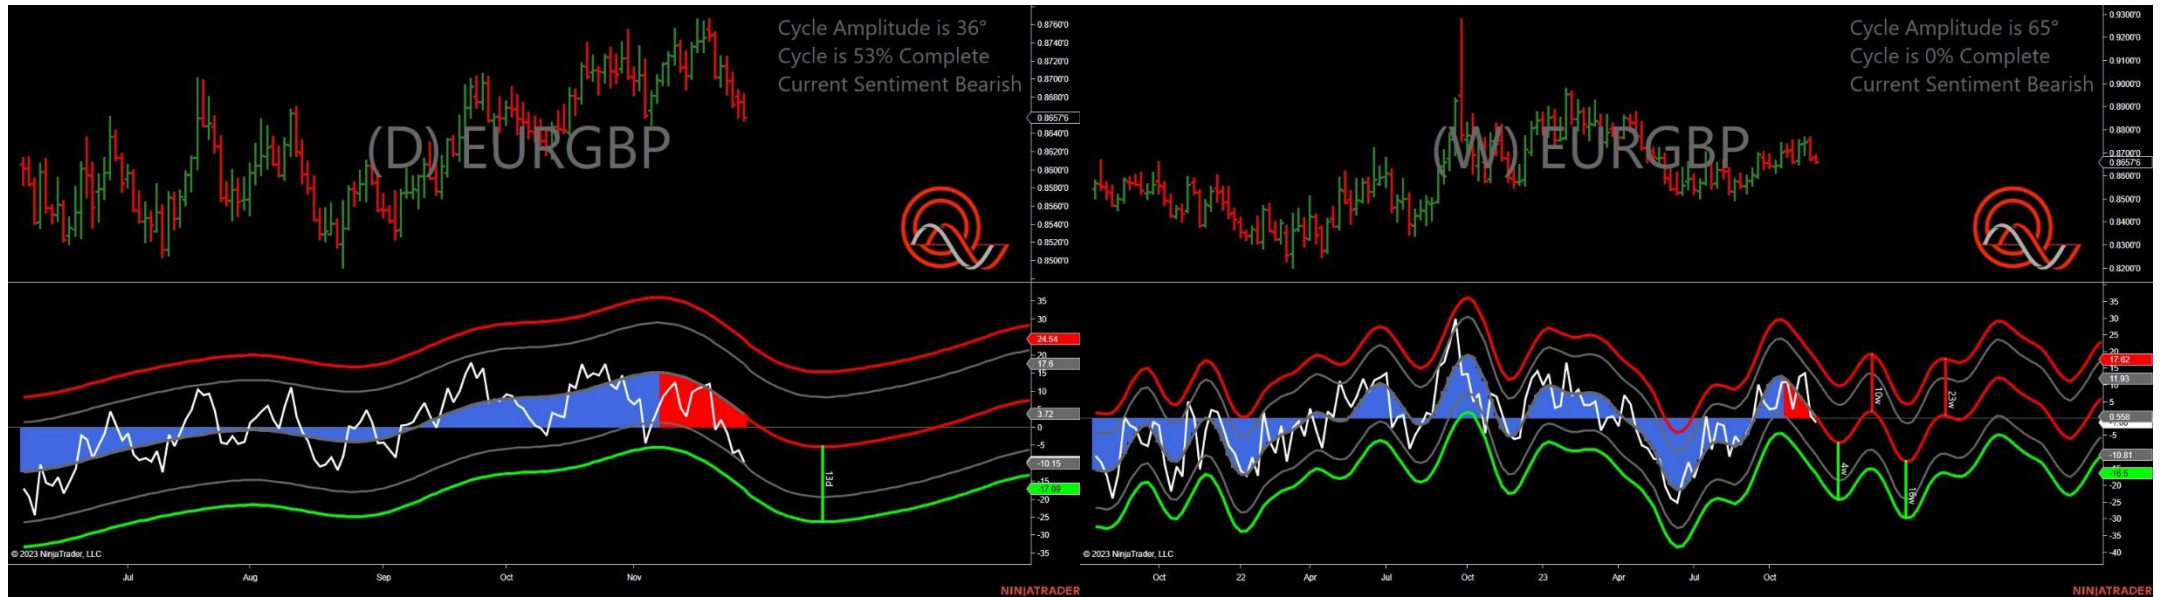 Cycle Amplitude is 36°
Cycle is 53% Complete
Current Sentiment Bearish
(D) EURGBP
0.8760'0
0.8740'0
0.8720'0
0.8700'0
0.8680'0
0.8657'6
0.8640'0
0.8620'0
0.8600'0
0.8580'0
0.8560'0
0.8540'0
0.8520'0
0.8500'0
35
30
24.54
20
17.6
15
10
3.72
0
-5
-10.15
-15
-17.09
-25
-30
-35
13d
© 2023 NinjaTrader, LLC
Jul
Aug
Sep
Oct
Nov
NINJATRADER
Cycle Amplitude is 65°
Cycle is 0% Complete
Current Sentiment Bearish
(W) EURGBP
0.9300'0
0.9200'0
0.9100'0
0.9000'0
0.8900'0
0.8800'0
0.8700'0
0.8657'6
0.8600'0
0.8500'0
0.8400'0
0.8300'0
0.8200'0
35
30
25
20
17.62
15
11.93
5
0.558
-5
-10.81
-16.5
-20
-25
-30
-35
-40
4w
10w
16w
23w
© 2023 NinjaTrader, LLC
Oct
22
Apr
Jul
Oct
23
Apr
Jul
Oct
NINJATRADER